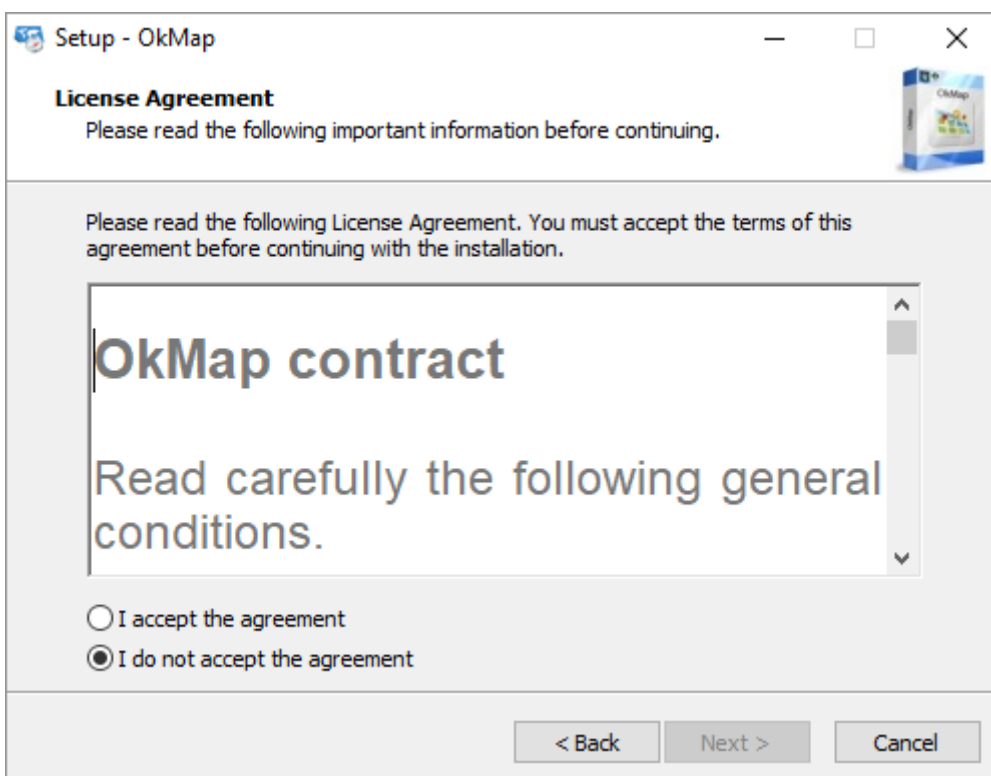 Setup - OkMap
License Agreement
Please read the following important information before continuing.
OkMap
Please read the following License Agreement. You must accept the terms of this
agreement before continuing with the installation.
OkMap contract
Read carefully the following general
conditions.
I accept the agreement
I do not accept the agreement
< Back
Next >
Cancel